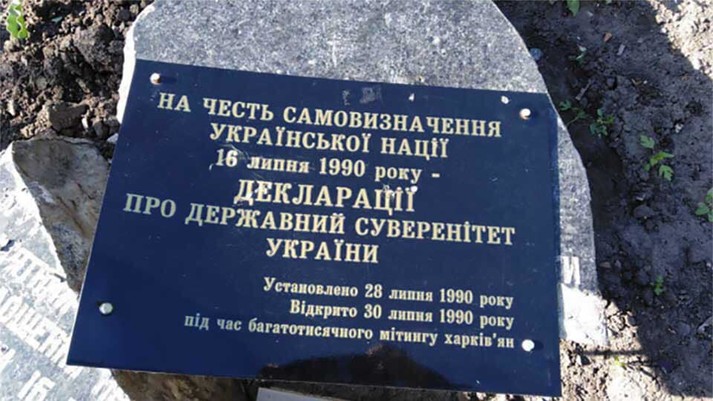 НА ЧЕСТЬ САМОВИЗНАЧЕННЯ
УКРАЇНСЬКОЇ НАЦІЇ
16 липня 1990 року -
ДЕКЛАРАЦІЇ
ПРО ДЕРЖАВНИЙ СУВЕРЕНІТЕТ
УКРАЇНИ
Установлено 28 липня 1990 року
Відкрито 30 липня 1990 року
під час багатотисячного мітингу харків'ян
16